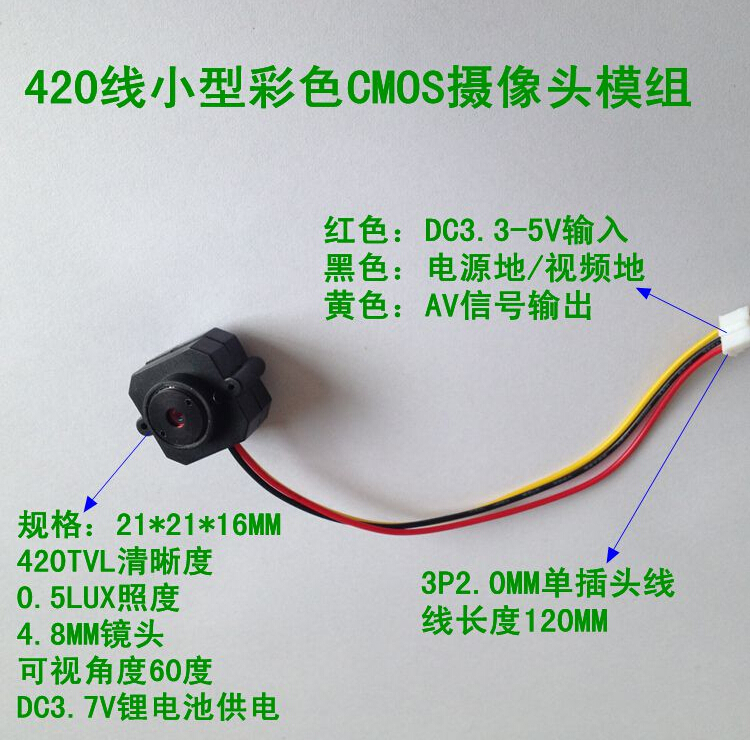 420线小型彩色CMOS摄像头模组
红色：DC3.3-5V输入
黑色：电源地/视频地
黄色：AV信号输出
规格：21*21*16MM
420TVL清晰度
0.5LUX照度
4.8MM镜头
可视角度60度
DC3.7V锂电池供电
3P2.0MM单插头线
线长度120MM